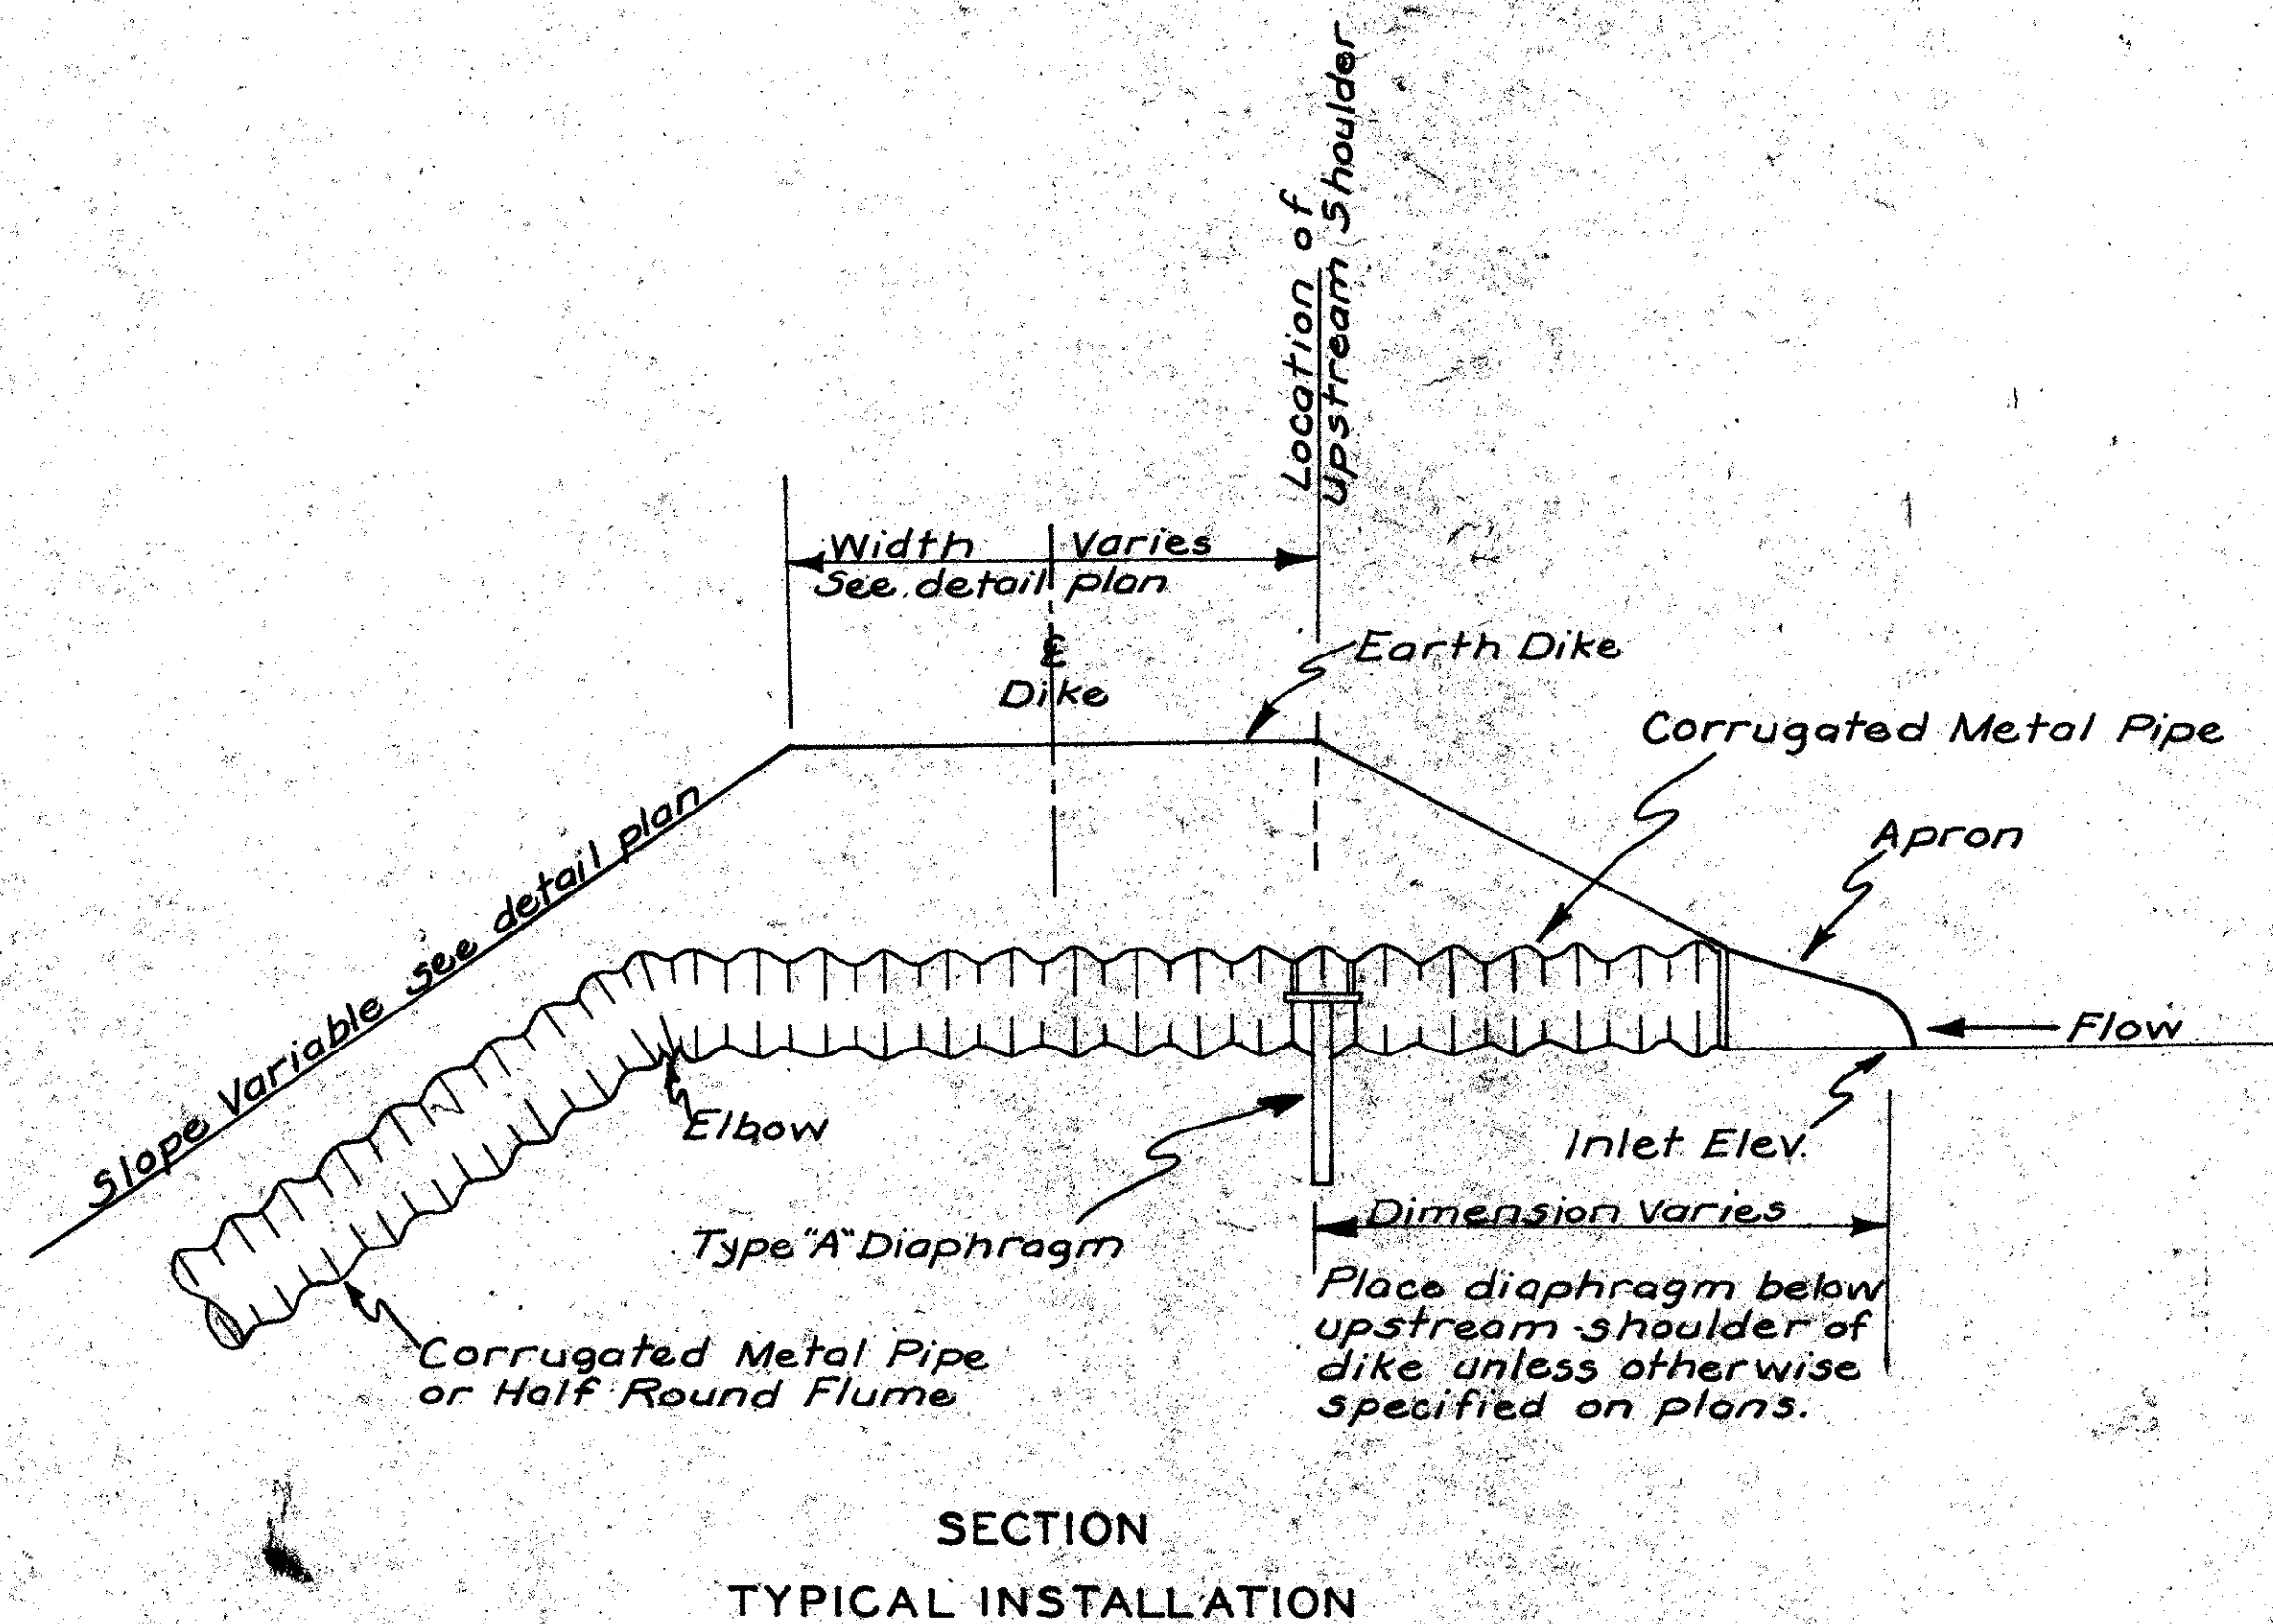 Location of
upstream Shoulder
Width Varies
See detail plan
℄
Dike
Earth Dike
Corrugated Metal Pipe
Apron
Slope Variable See detail plan
Flow
Elbow
Inlet Elev.
Type "A" Diaphragm
Dimension Varies
Place diaphragm below
upstream shoulder of
dike unless otherwise
specified on plans.
Corrugated Metal Pipe
or Half Round Flume
SECTION
TYPICAL INSTALLATION